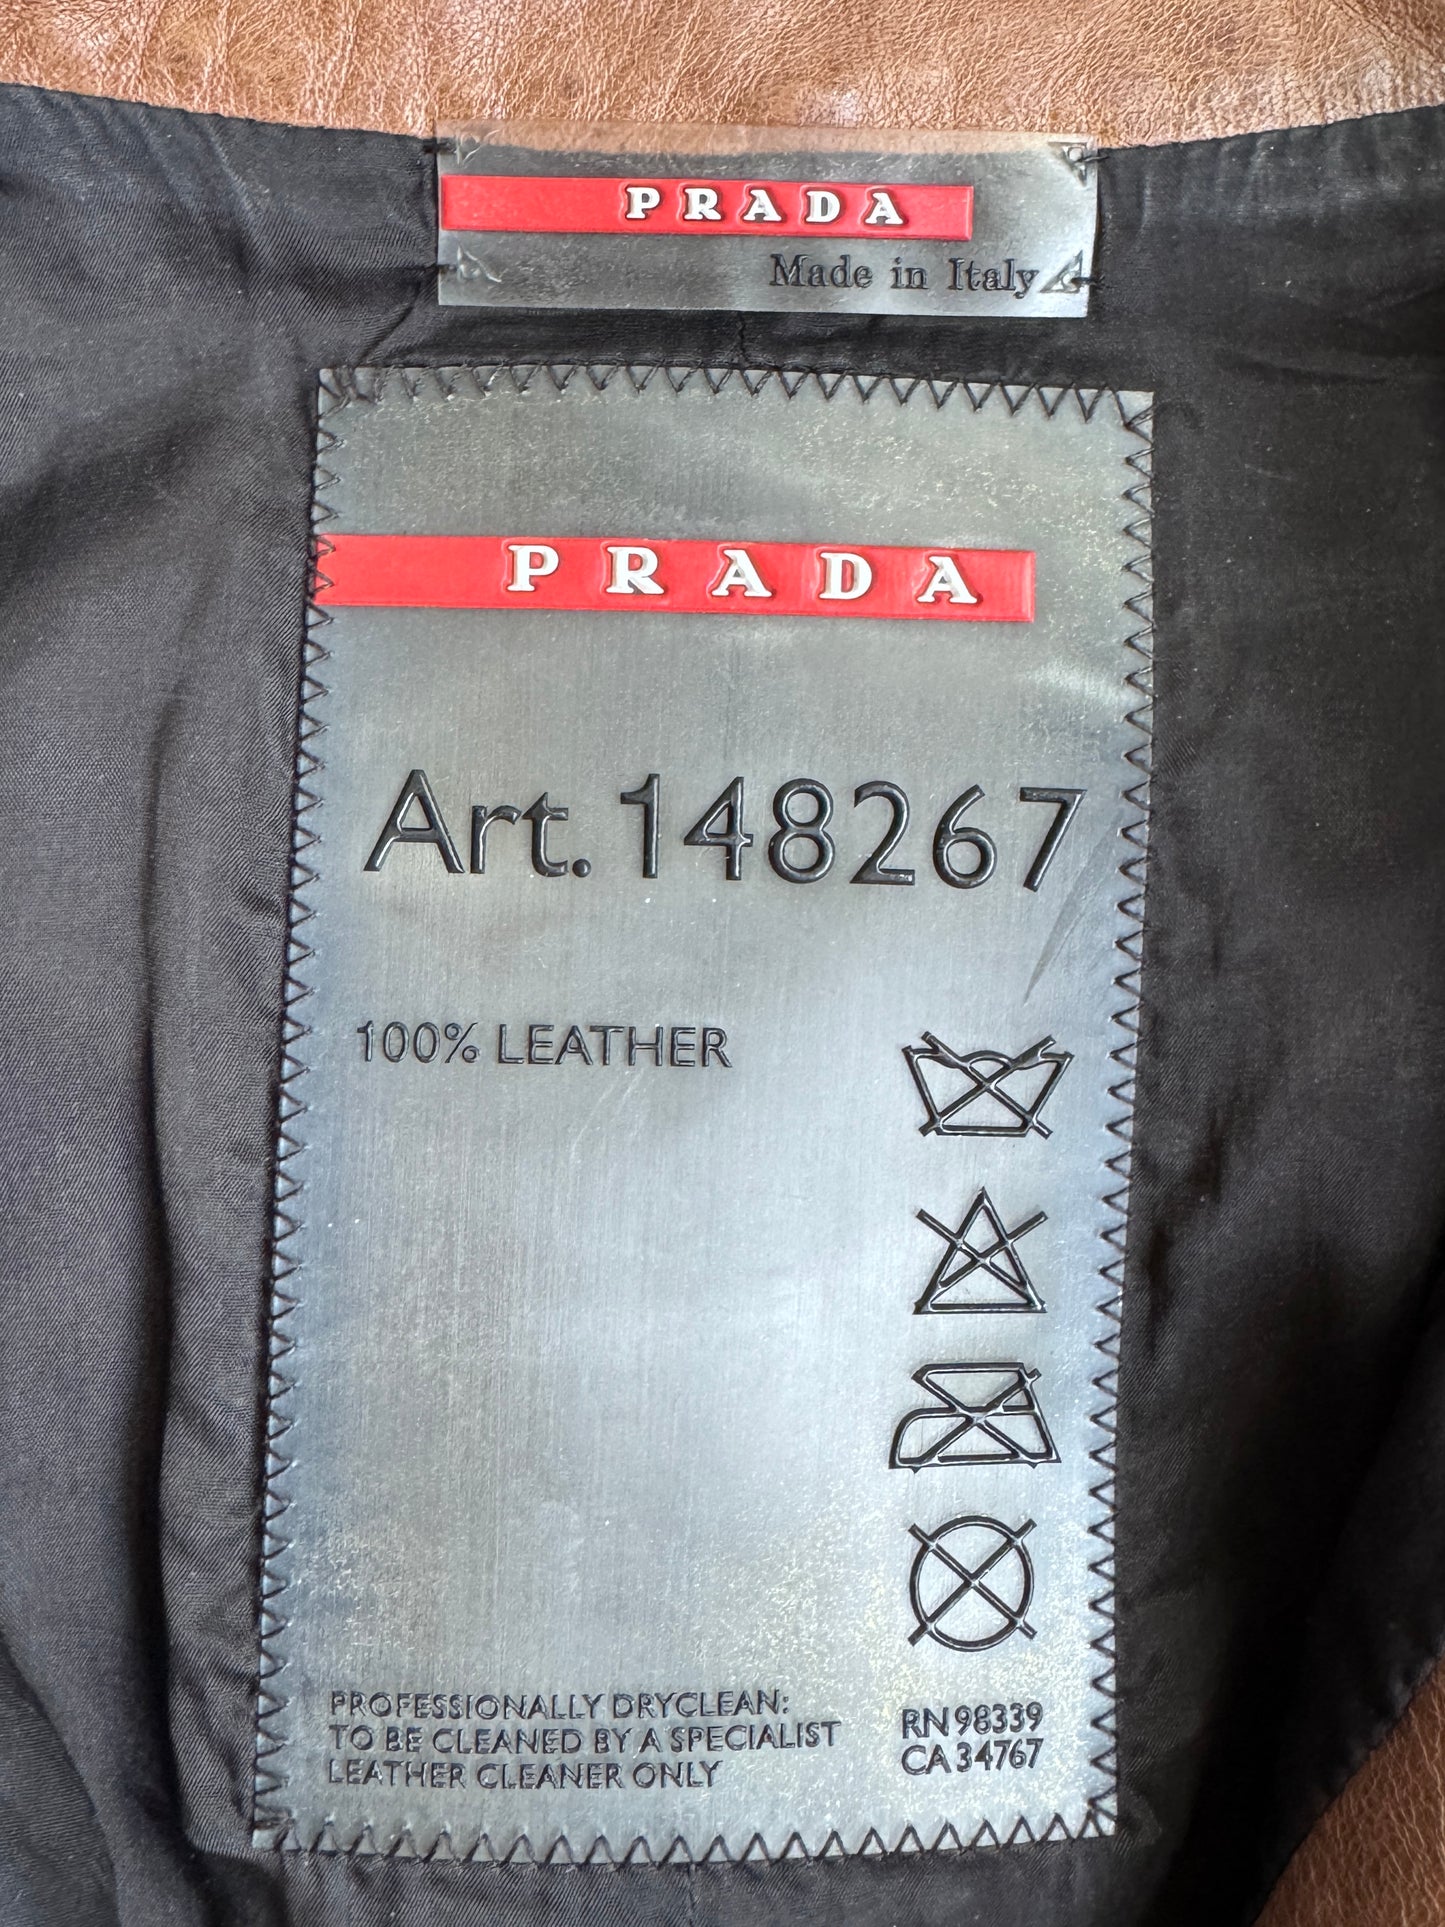 PRADA
Made in Italy
PRADA
Art. 148267
100% LEATHER
PROFESSIONALLY DRYCLEAN:
TO BE CLEANED BY A SPECIALIST
LEATHER CLEANER ONLY
RN 98339
CA 34767